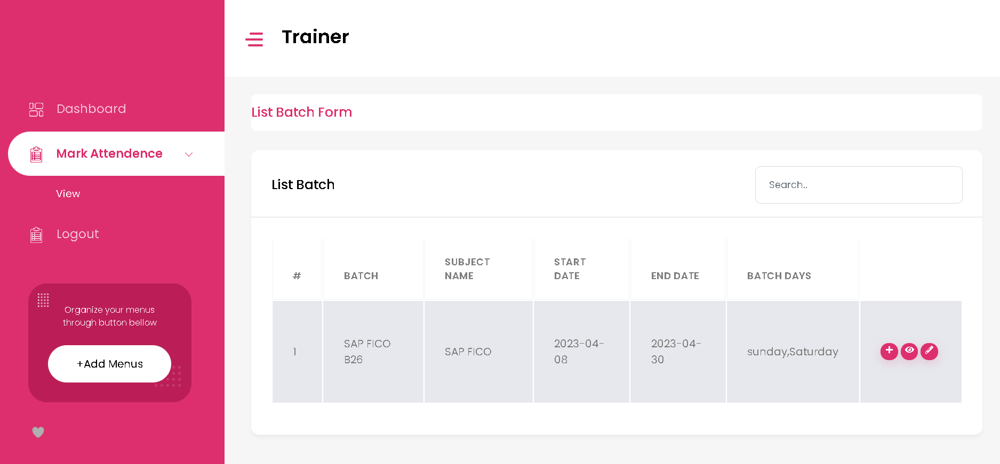 Trainer
Dashboard
Mark Attendence
View
Logout
Organize your menus
through button bellow
+Add Menus
List Batch Form
List Batch
Search..
# BATCH SUBJECT NAME START DATE END DATE BATCH DAYS
1 SAP FICO B26 SAP FICO 2023-04-08 2023-04-30 sunday,Saturday